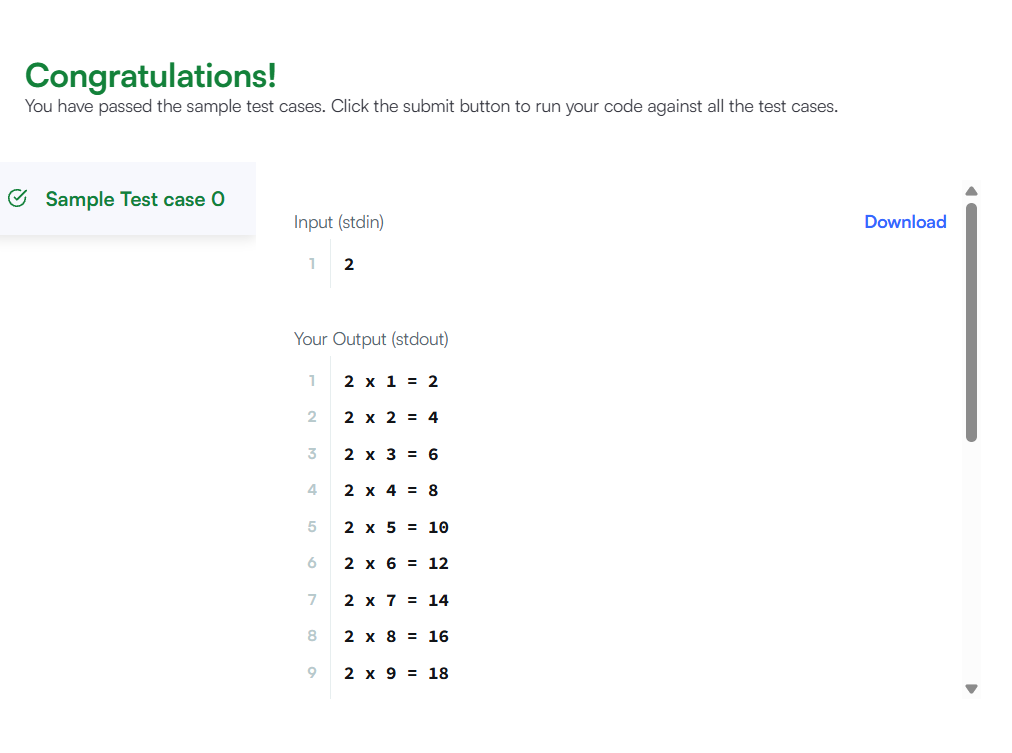 Congratulations!
You have passed the sample test cases. Click the submit button to run your code against all the test cases.
Sample Test case 0
Input (stdin)
Download
1 2
Your Output (stdout)
1 2 x 1 = 2
2 2 x 2 = 4
3 2 x 3 = 6
4 2 x 4 = 8
5 2 x 5 = 10
6 2 x 6 = 12
7 2 x 7 = 14
8 2 x 8 = 16
9 2 x 9 = 18